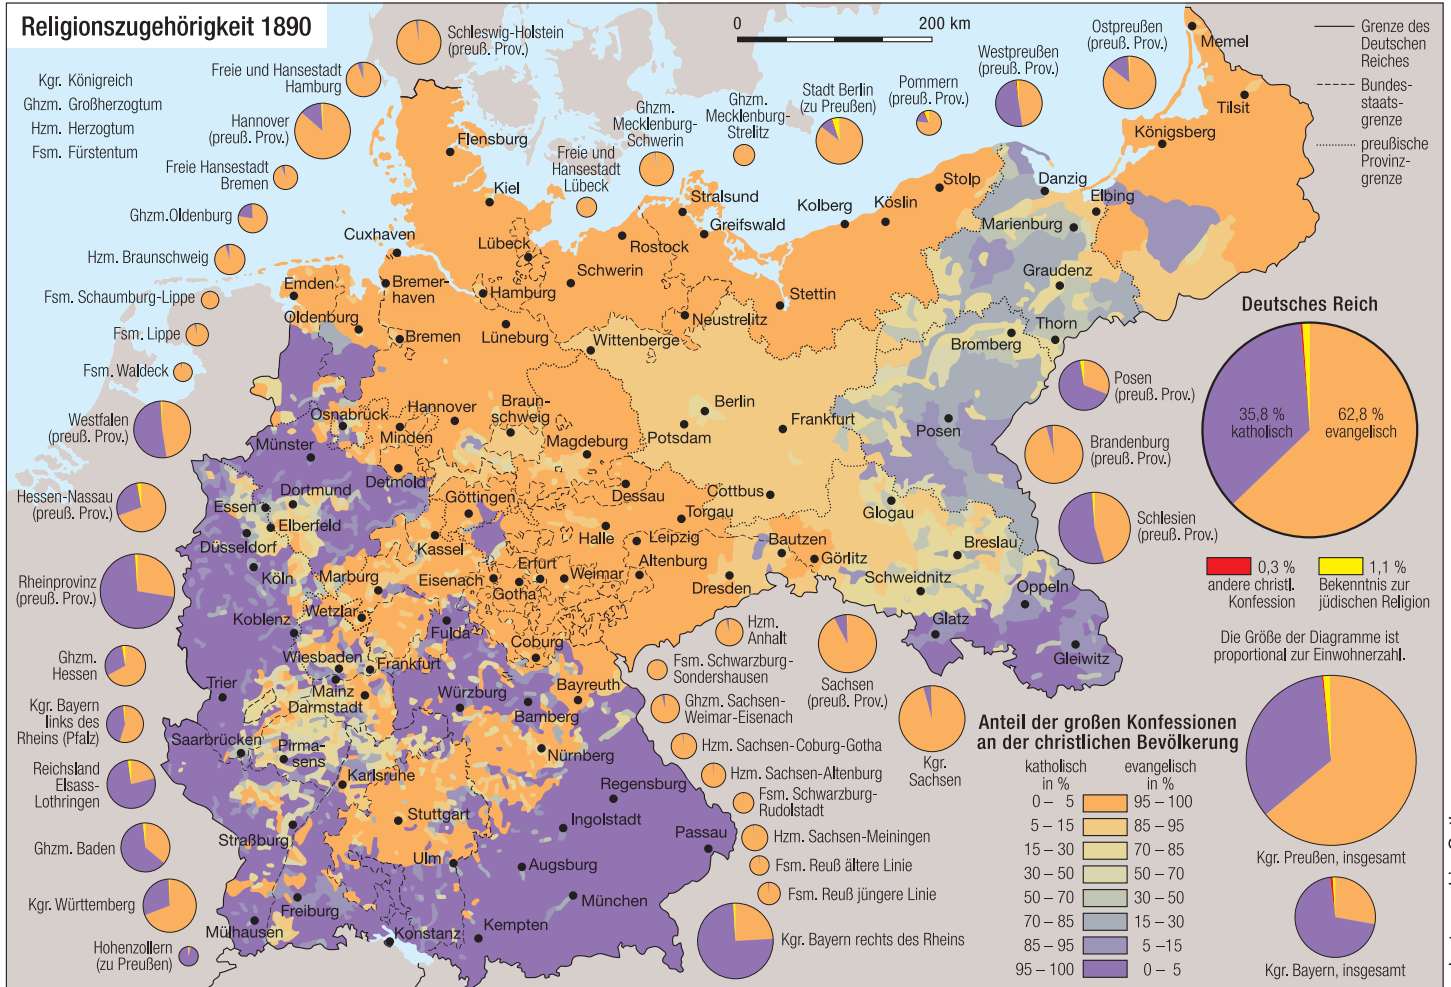 Religionszugehörigkeit 1890
Kgr. Königreich
Ghzm. Großherzogtum
Hzm. Herzogtum
Fsm. Fürstentum
0 200 km
Schleswig-Holstein
(preuß. Prov.)
Freie und Hansestadt
Hamburg
Hannover
(preuß. Prov.)
Freie Hansestadt
Bremen
Ghzm.Oldenburg
Hzm. Braunschweig
Fsm. Schaumburg-Lippe
Fsm. Lippe
Fsm. Waldeck
Westfalen
(preuß. Prov.)
Hessen-Nassau
(preuß. Prov.)
Rheinprovinz
(preuß. Prov.)
Ghzm.
Hessen
Kgr. Bayern
links des
Rheins (Pfalz)
Reichsland
Elsass-
Lothringen
Ghzm. Baden
Kgr. Württemberg
Hohenzollern
(zu Preußen)
Freie und
Hansestadt
Lübeck
Ghzm.
Mecklenburg-
Schwerin
Ghzm.
Mecklenburg-
Strelitz
Stadt Berlin
(zu Preußen)
Pommern
(preuß. Prov.)
Westpreußen
(preuß. Prov.)
Ostpreußen
(preuß. Prov.)
Grenze des
Deutschen
Reiches
Bundes-
staats-
grenze
preußische
Provinz-
grenze
Memel
Tilsit
Königsberg
Danzig
Elbing
Marienburg
Graudenz
Thorn
Bromberg
Posen
Stolp
Köslin
Kolberg
Stettin
Stralsund
Greifswald
Rostock
Flensburg
Kiel
Lübeck
Schwerin
Neustrelitz
Wittenberge
Cuxhaven
Hamburg
Lüneburg
Bremer-
haven
Emden
Oldenburg
Bremen
Osnabrück
Hannover
Minden
Braun-
schweig
Magdeburg
Berlin
Potsdam
Frankfurt
Cottbus
Glogau
Breslau
Schweidnitz
Oppeln
Glatz
Gleiwitz
Görlitz
Bautzen
Dresden
Torgau
Leipzig
Altenburg
Dessau
Halle
Göttingen
Detmold
Münster
Dortmund
Essen
Elberfeld
Düsseldorf
Köln
Kassel
Marburg
Eisenach
Erfurt
Gotha
Weimar
Wetzlar
Koblenz
Fulda
Coburg
Wiesbaden
Frankfurt
Mainz
Darmstadt
Trier
Würzburg
Bayreuth
Bamberg
Nürnberg
Saarbrücken
Pirma-
sens
Karlsruhe
Straßburg
Stuttgart
Regensburg
Ingolstadt
Passau
Ulm
Augsburg
München
Freiburg
Mülhausen
Konstanz
Kempten
Posen
(preuß. Prov.)
Brandenburg
(preuß. Prov.)
Schlesien
(preuß. Prov.)
Hzm.
Anhalt
Fsm. Schwarzburg-
Sondershausen
Ghzm. Sachsen-
Weimar-Eisenach
Hzm. Sachsen-Coburg-Gotha
Hzm. Sachsen-Altenburg
Fsm. Schwarzburg-
Rudolstadt
Hzm. Sachsen-Meiningen
Fsm. Reuß ältere Linie
Fsm. Reuß jüngere Linie
Kgr. Bayern rechts des Rheins
Sachsen
(preuß. Prov.)
Kgr.
Sachsen
Deutsches Reich
35,8 %
katholisch
62,8 %
evangelisch
0,3 %
andere christl.
Konfession
1,1 %
Bekenntnis zur
jüdischen Religion
Die Größe der Diagramme ist
proportional zur Einwohnerzahl.
Kgr. Preußen, insgesamt
Kgr. Bayern, insgesamt
Anteil der großen Konfessionen
an der christlichen Bevölkerung
katholisch
in %
evangelisch
in %
0 – 5 95 – 100
5 – 15 85 – 95
15 – 30 70 – 85
30 – 50 50 – 70
50 – 70 30 – 50
70 – 85 15 – 30
85 – 95 5 –15
95 – 100 0 – 5